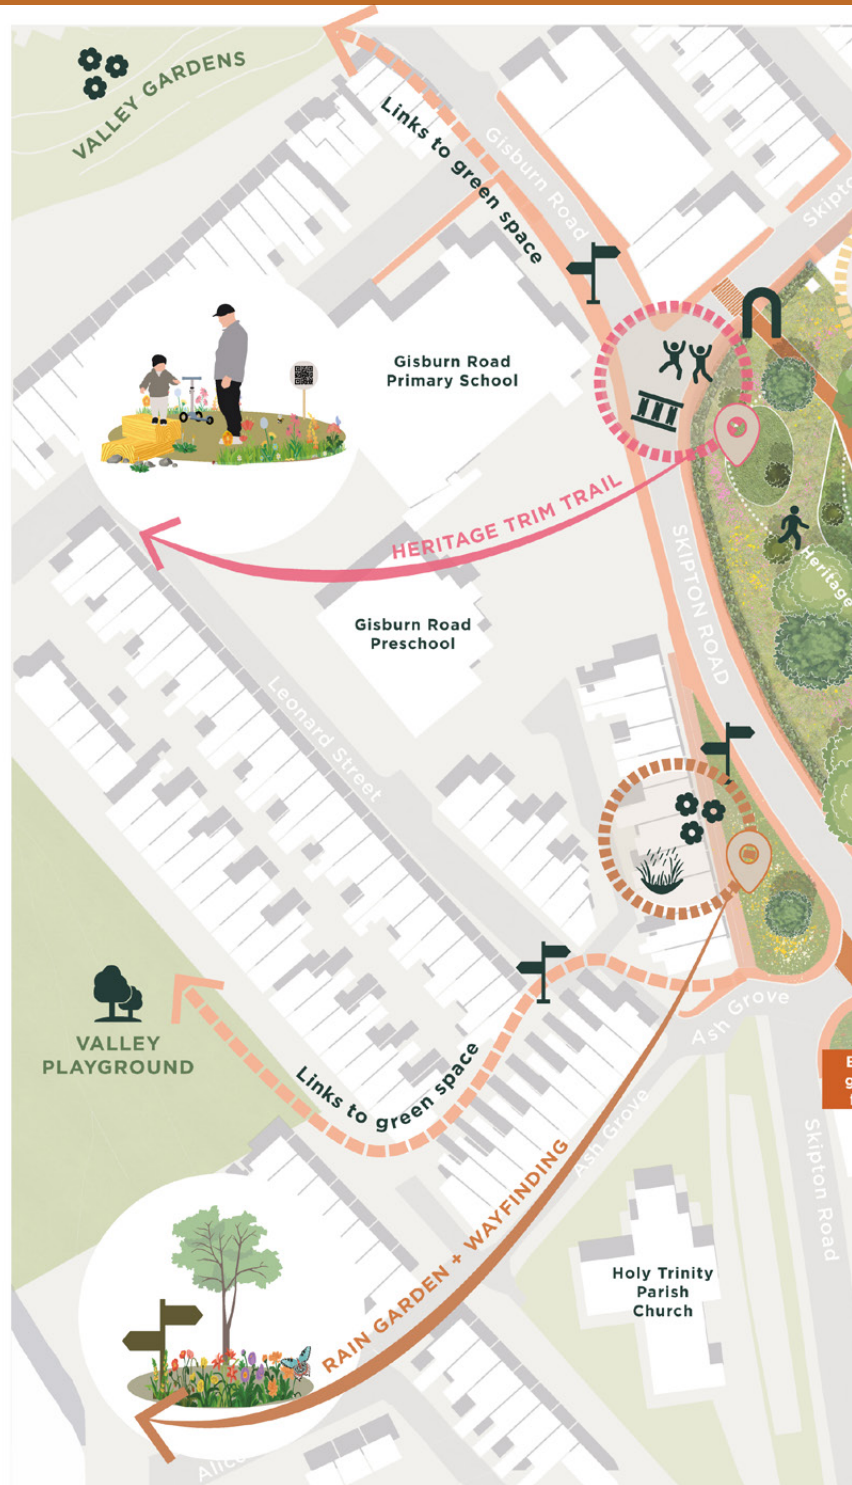 VALLEY GARDENS
Links to green space
Gisburn Road
Gisburn Road
Primary School
HERITAGE TRIM TRAIL
SKIPTON ROAD
Heritage
Gisburn Road
Preschool
Leonard Street
VALLEY
PLAYGROUND
Links to green space
Ash Grove
Ash Grove
RAIN GARDEN + WAYFINDING
Skipton Road
Holy Trinity
Parish
Church